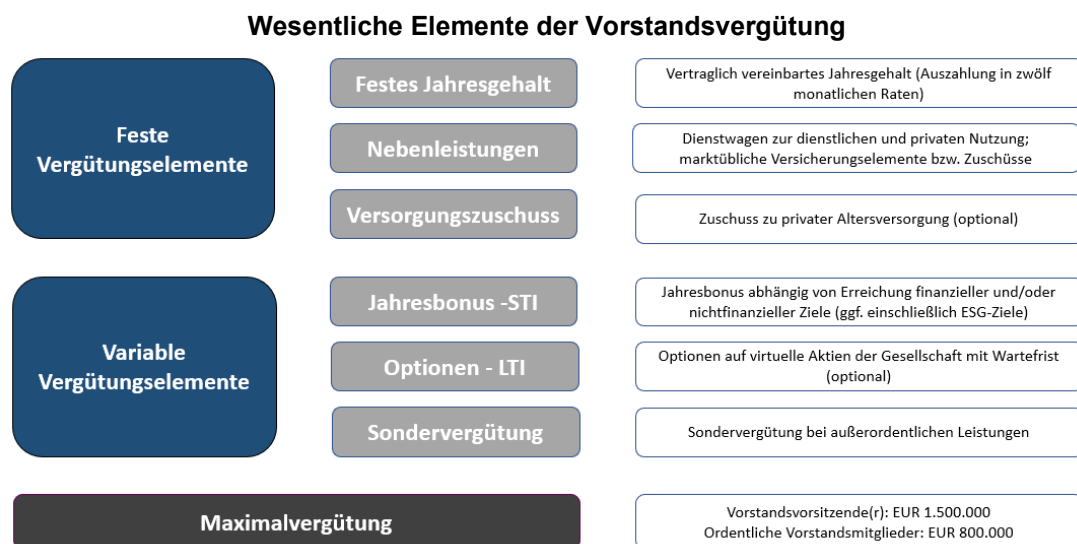 Wesentliche Elemente der Vorstandsvergütung
Feste
Vergütungselemente
Festes Jahresgehalt
Vertraglich vereinbartes Jahresgehalt (Auszahlung in zwölf
monatlichen Raten)
Nebenleistungen
Dienstwagen zur dienstlichen und privaten Nutzung;
marktübliche Versicherungselemente bzw. Zuschüsse
Versorgungszuschuss
Zuschuss zu privater Altersversorgung (optional)
Variable
Vergütungselemente
Jahresbonus -STI
Jahresbonus abhängig von Erreichung finanzieller und/oder
nichtfinanzieller Ziele (ggf. einschließlich ESG-Ziele)
Optionen - LTI
Optionen auf virtuelle Aktien der Gesellschaft mit Wartefrist
(optional)
Sondervergütung
Sondervergütung bei außerordentlichen Leistungen
Maximalvergütung
Vorstandsvorsitzende(r): EUR 1.500.000
Ordentliche Vorstandsmitglieder: EUR 800.000